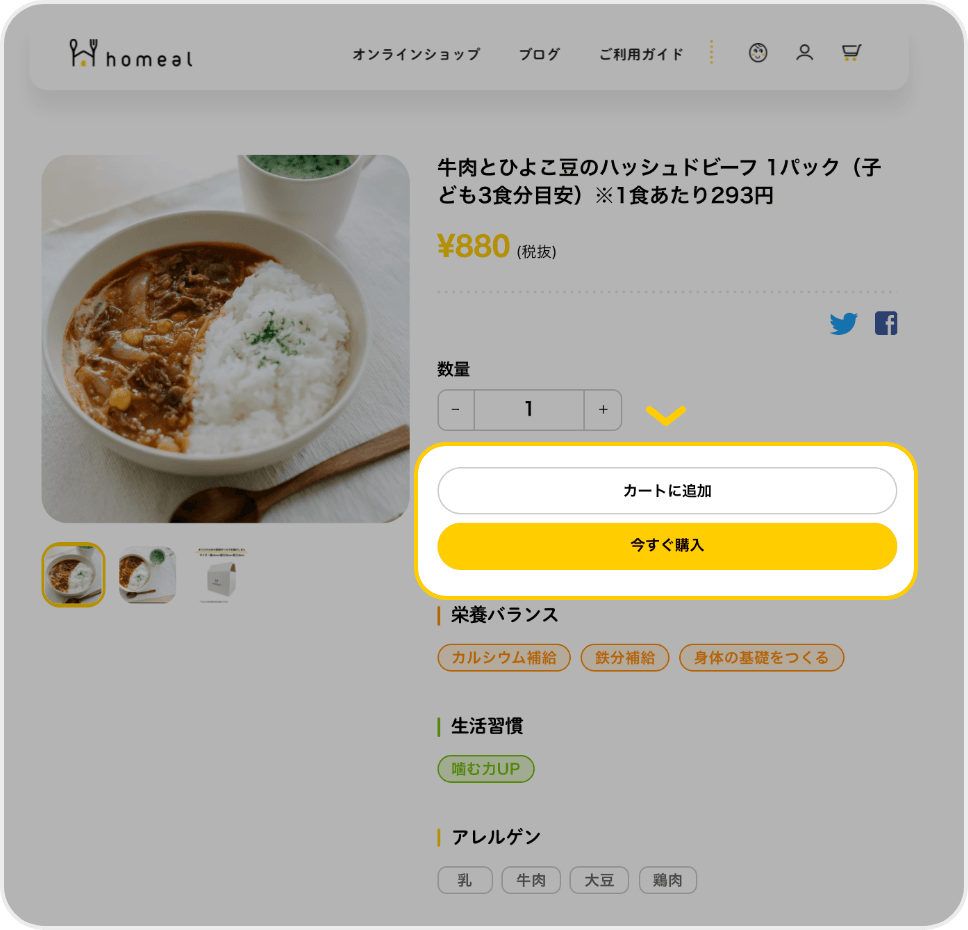 homeal
オンラインショップ ブログ ご利用ガイド
牛肉とひよこ豆のハッシュドビーフ 1パック（子
ども3食分目安）※1食あたり293円
¥880 (税抜)
数量
− 1 +
カートに追加
今すぐ購入
栄養バランス
カルシウム補給 鉄分補給 身体の基礎をつくる
生活習慣
噛む力UP
アレルゲン
乳 牛肉 大豆 鶏肉